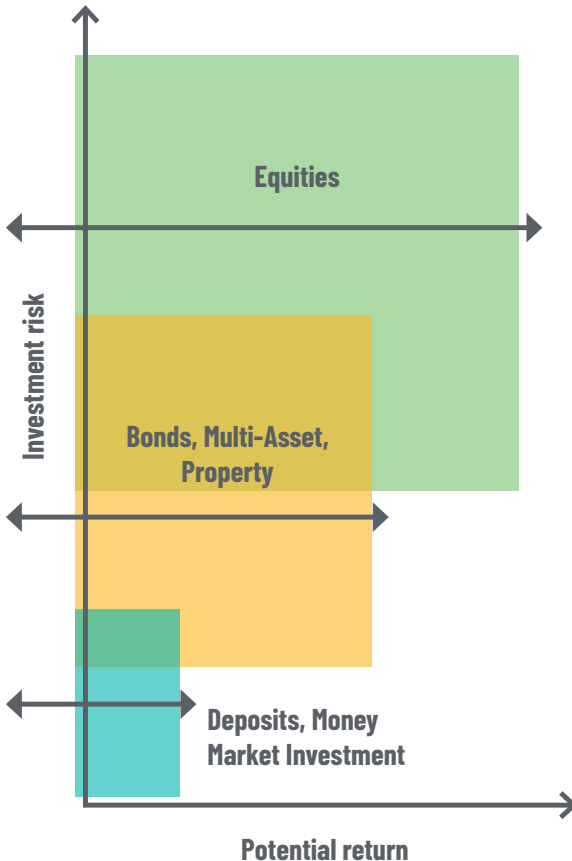 Equities
Investment risk
Bonds, Multi-Asset,
Property
Deposits, Money
Market Investment
Potential return